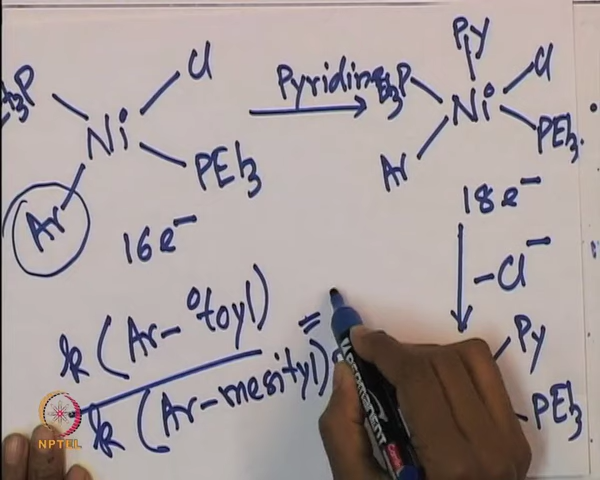 Et₃P Cl
Ni
Ar PEt₃
16e⁻
Pyridine
Py
Et₃P Cl
Ni
Ar PEt₃
18e⁻
-Cl⁻
Py
PEt₃
k (Ar-otoyl) =
k (Ar-mesityl)
NPTEL